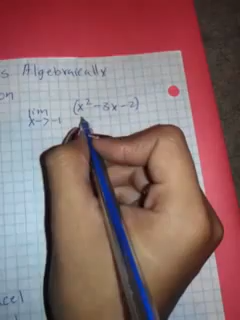 s Algebraically
on
lim (x² - 3x - 2)
x->-1
cel